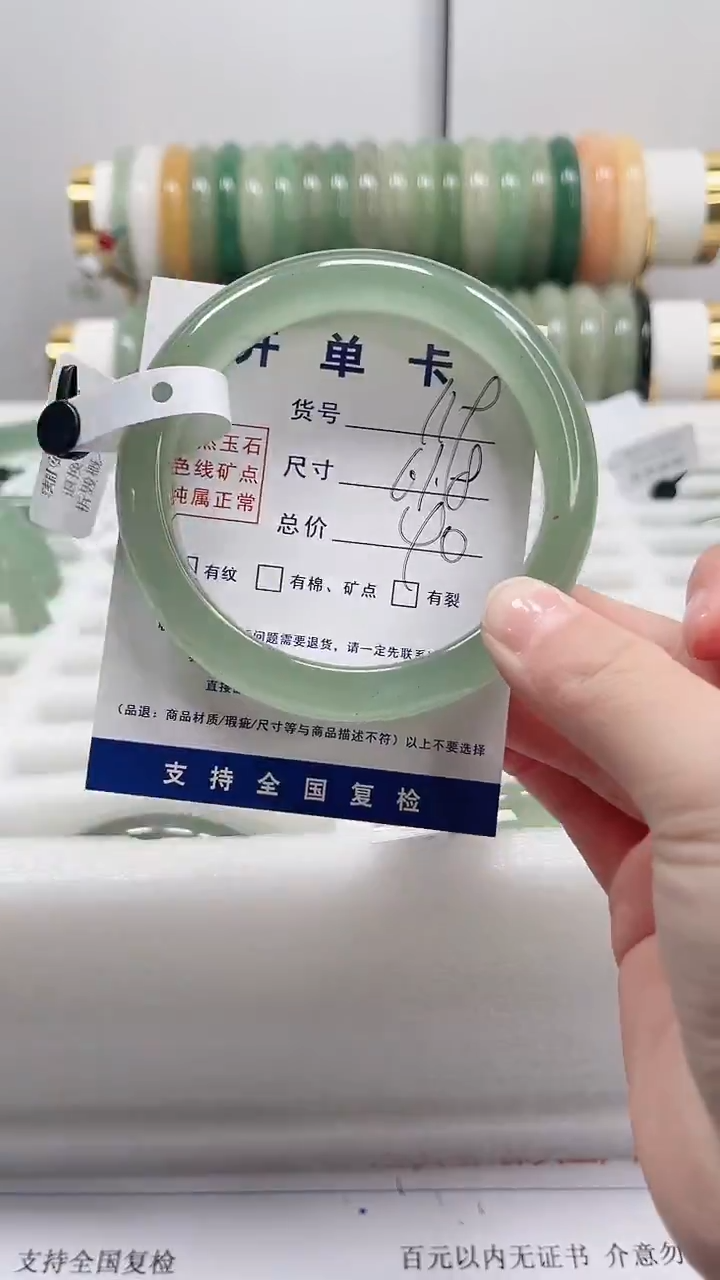 开单卡
货号 118
尺寸 61.8
总价 90
然玉石
色线矿点
纯属正常
有纹 有棉、矿点 有裂
问题需要退货，请一定先联系
直接
（品退：商品材质/瑕疵/尺寸等与商品描述不符）以上不要选择
支持全国复检
支持全国复检
百元以内无证书 介意勿